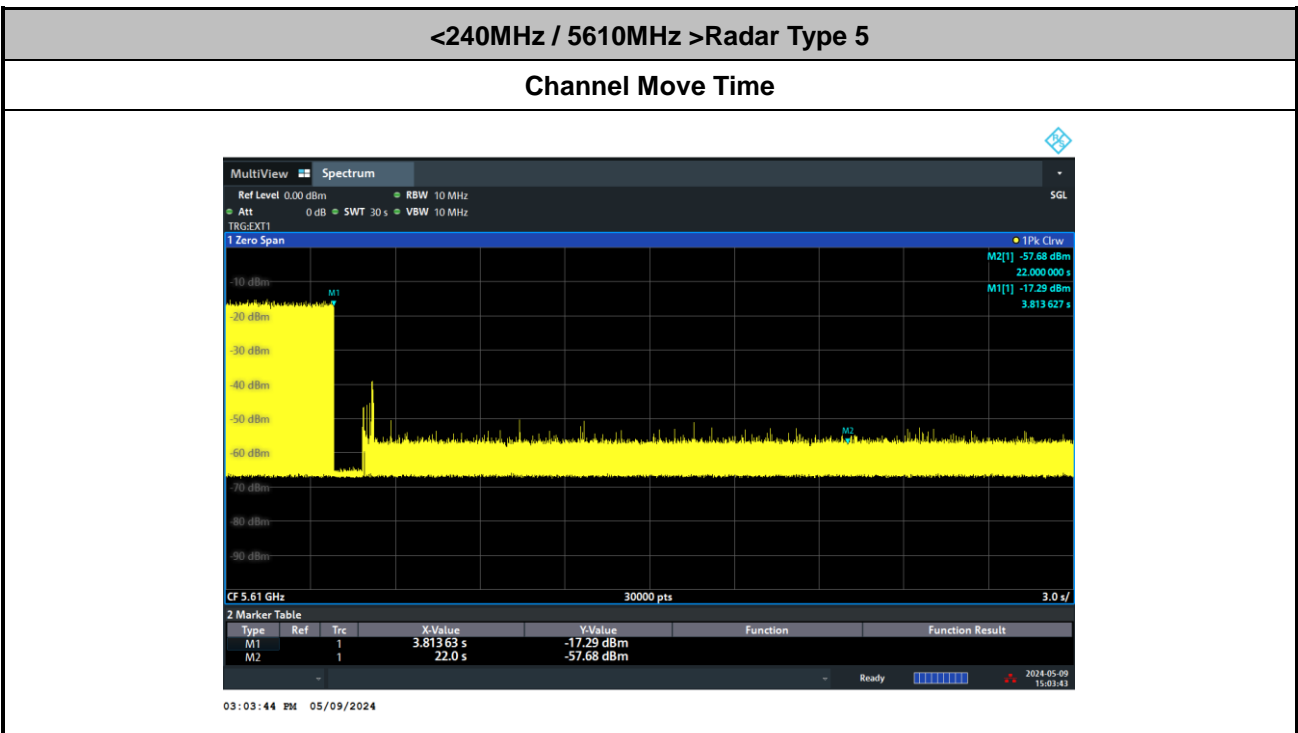 <240MHz / 5610MHz >Radar Type 5
Channel Move Time
R&S
MultiView Spectrum
Ref Level 0.00 dBm RBW 10 MHz SGL
Att 0 dB SWT 30 s VBW 10 MHz
TRG:EXT1
1 Zero Span 1Pk Clrw
M2[1] -57.68 dBm
22.000 000 s
M1[1] -17.29 dBm
3.813 627 s
-10 dBm
M1
-20 dBm
-30 dBm
-40 dBm
-50 dBm
M2
-60 dBm
-70 dBm
-80 dBm
-90 dBm
CF 5.61 GHz 30000 pts 3.0 s/
2 Marker Table
Type Ref Trc X-Value Y-Value Function Function Result
M1 1 3.813 63 s -17.29 dBm
M2 1 22.0 s -57.68 dBm
Ready 2024-05-09
15:03:43
03:03:44 PM 05/09/2024